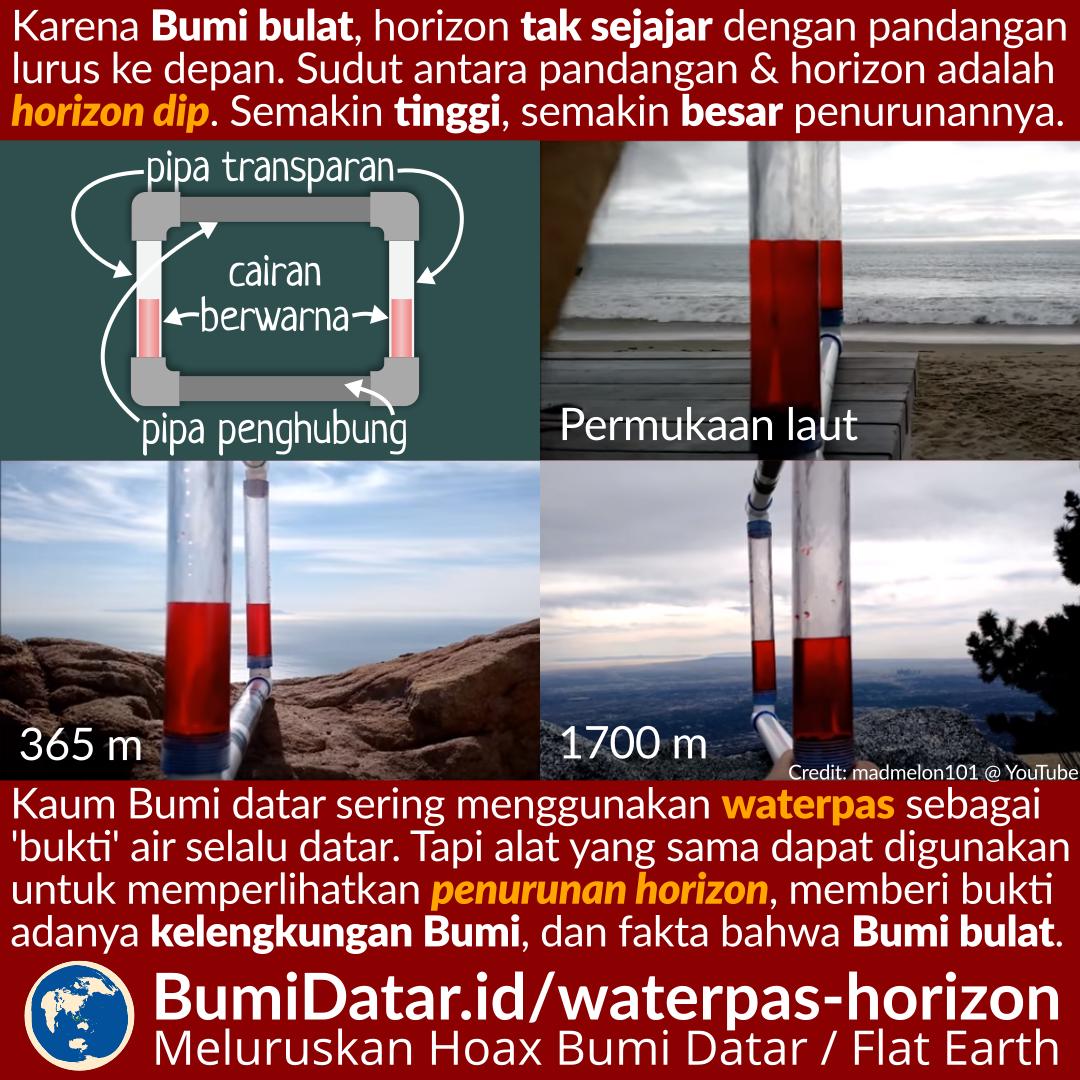 Karena Bumi bulat, horizon tak sejajar dengan pandangan
lurus ke depan. Sudut antara pandangan & horizon adalah
horizon dip. Semakin tinggi, semakin besar penurunannya.
pipa transparan
cairan
berwarna
pipa penghubung
Permukaan laut
365 m
1700 m
Credit: madmelon101 @ YouTube
Kaum Bumi datar sering menggunakan waterpas sebagai
'bukti' air selalu datar. Tapi alat yang sama dapat digunakan
untuk memperlihatkan penurunan horizon, memberi bukti
adanya kelengkungan Bumi, dan fakta bahwa Bumi bulat.
BumiDatar.id/waterpas-horizon
Meluruskan Hoax Bumi Datar / Flat Earth